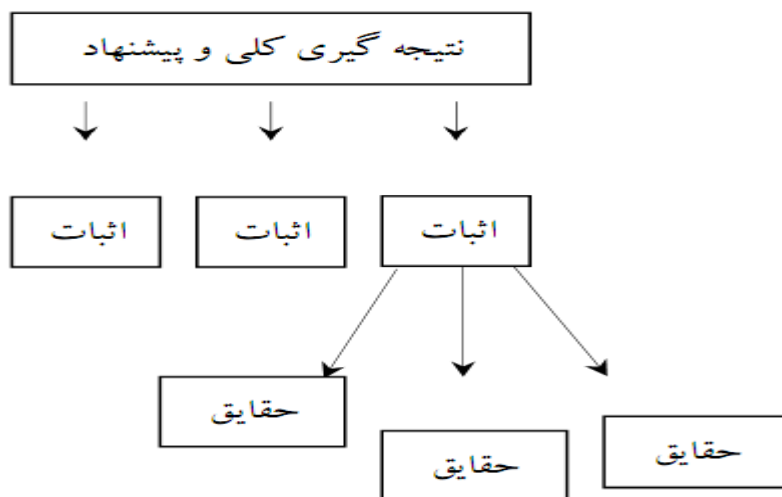 نتیجه گیری کلی و پیشنهاد
اثبات
اثبات
اثبات
حقایق
حقایق
حقایق